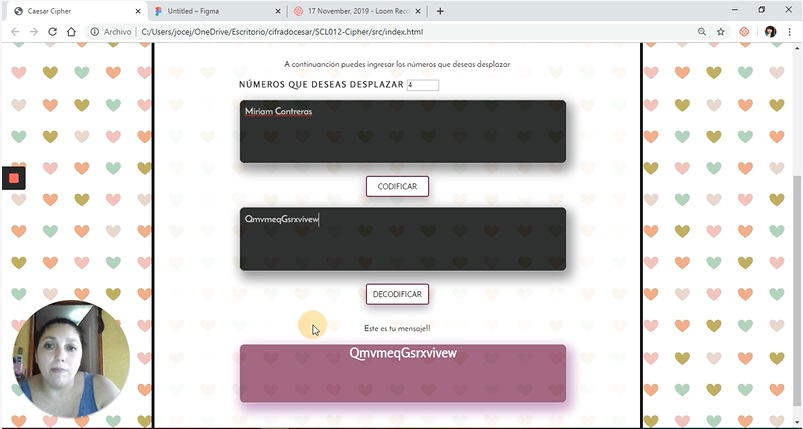 Caesar Cipher
Untitled – Figma
17 November, 2019 - Loom Reco
Archivo
C:/Users/jocej/OneDrive/Escritorio/cifradocesar/SCL012-Cipher/src/index.html
A continuanción puedes ingresar los números que deseas desplazar
NÚMEROS QUE DESEAS DESPLAZAR 4
Miriam Contreras
CODIFICAR
QmvmeqGsrxvivew
DECODIFICAR
Este es tu mensaje!!
QmvmeqGsrxvivew